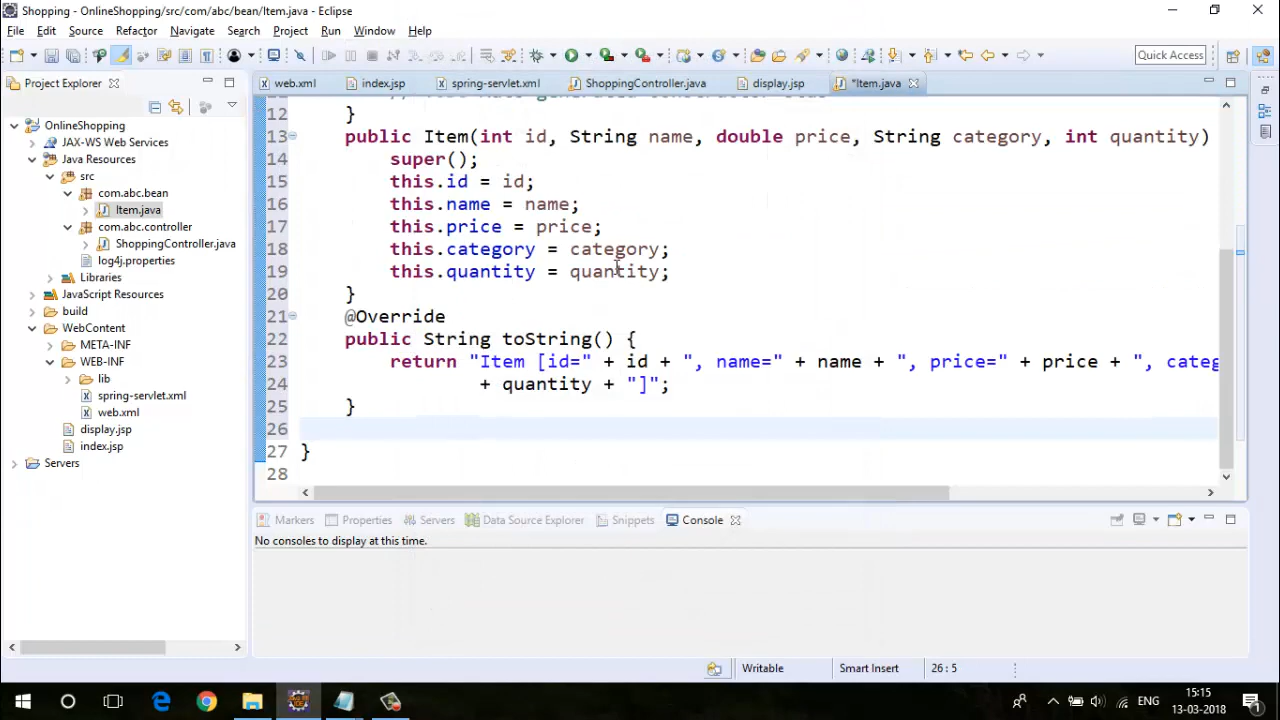 Shopping - OnlineShopping/src/com/abc/bean/Item.java - Eclipse
File Edit Source Refactor Navigate Search Project Run Window Help
Quick Access
Project Explorer
web.xml index.jsp spring-servlet.xml ShoppingController.java display.jsp *Item.java
OnlineShopping
JAX-WS Web Services
Java Resources
src
com.abc.bean
Item.java
com.abc.controller
ShoppingController.java
log4j.properties
Libraries
JavaScript Resources
build
WebContent
META-INF
WEB-INF
lib
spring-servlet.xml
web.xml
display.jsp
index.jsp
Servers
12 }
13 public Item(int id, String name, double price, String category, int quantity)
14 super();
15 this.id = id;
16 this.name = name;
17 this.price = price;
18 this.category = category;
19 this.quantity = quantity;
20 }
21 @Override
22 public String toString() {
23 return "Item [id=" + id + ", name=" + name + ", price=" + price + ", categ
24 + quantity + "]";
25 }
26
27 }
28
Markers Properties Servers Data Source Explorer Snippets Console
No consoles to display at this time.
Writable Smart Insert 26 : 5
ENG 15:15
13-03-2018
1